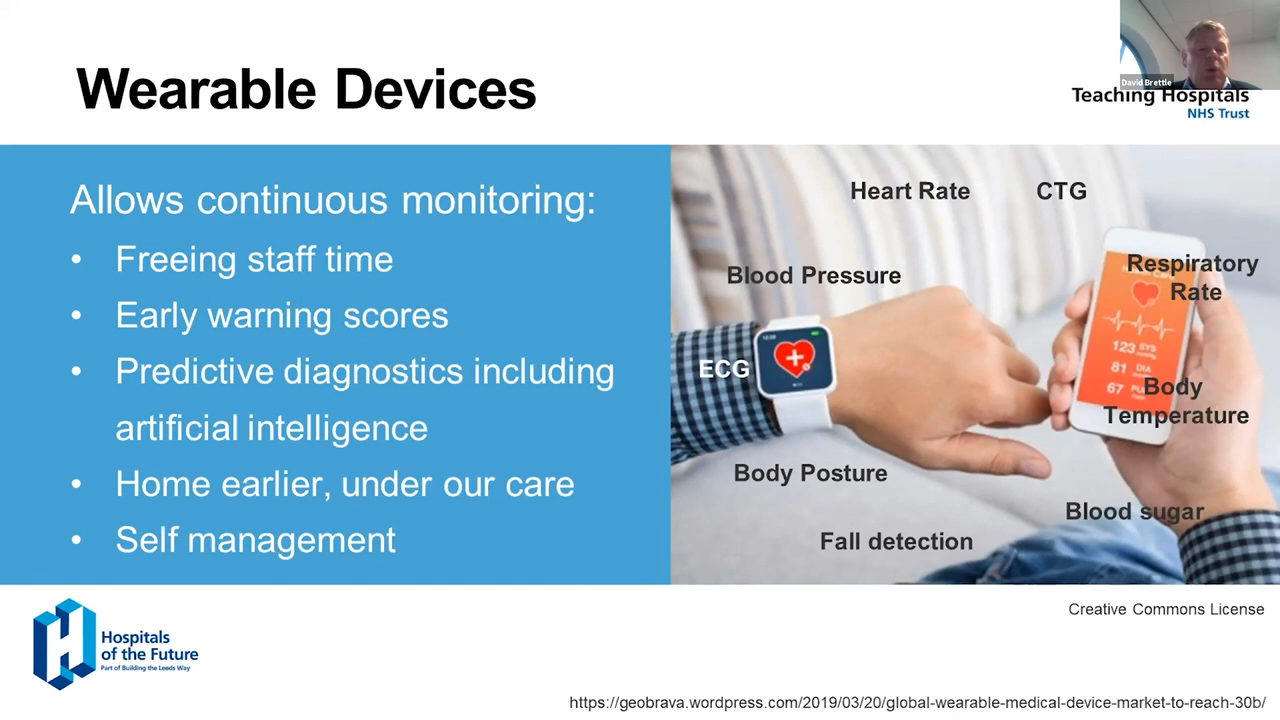 Wearable Devices
David Brettle
Teaching Hospitals
NHS Trust
Allows continuous monitoring:
• Freeing staff time
• Early warning scores
• Predictive diagnostics including
artificial intelligence
• Home earlier, under our care
• Self management
Heart Rate
CTG
Blood Pressure
Respiratory
Rate
ECG
123 SYS
81 DIA
67
Body
Temperature
Body Posture
Blood sugar
Fall detection
Creative Commons License
Hospitals
of the Future
Part of Building the Leeds Way
https://geobrava.wordpress.com/2019/03/20/global-wearable-medical-device-market-to-reach-30b/